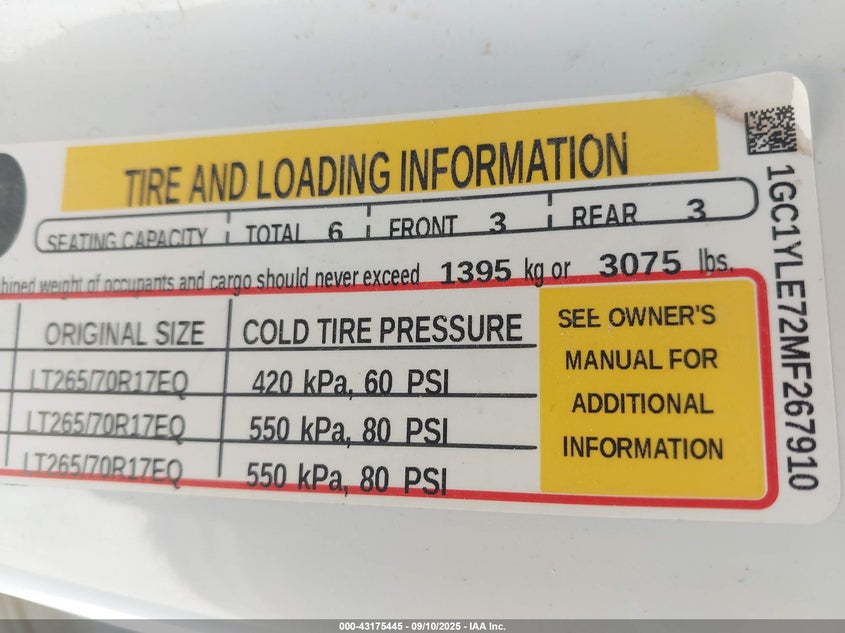 TIRE AND LOADING INFORMATION
SEATING CAPACITY TOTAL 6 FRONT 3 REAR 3
weight of occupants and cargo should never exceed 1395 kg or 3075 lbs.
ORIGINAL SIZE COLD TIRE PRESSURE
LT265/70R17EQ 420 kPa, 60 PSI
LT265/70R17EQ 550 kPa, 80 PSI
LT265/70R17EQ 550 kPa, 80 PSI
SEE OWNER'S
MANUAL FOR
ADDITIONAL
INFORMATION
1GC1YLE72MF267910
000-43175445 - 09/10/2025 - IAA Inc.